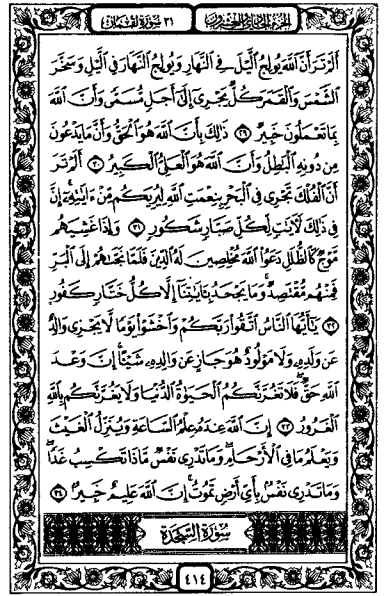 الجزء الحادي والعشرون
٣١ سورة لقمان
أَلَمْ تَرَ أَنَّ ٱللَّهَ يُولِجُ ٱلَّيْلَ فِى ٱلنَّهَارِ وَيُولِجُ ٱلنَّهَارَ فِى ٱلَّيْلِ وَسَخَّرَ
ٱلشَّمْسَ وَٱلْقَمَرَ كُلٌّ يَجْرِىٓ إِلَىٰٓ أَجَلٍ مُّسَمًّى وَأَنَّ ٱللَّهَ
بِمَا تَعْمَلُونَ خَبِيرٌ ٢٩ ذَٰلِكَ بِأَنَّ ٱللَّهَ هُوَ ٱلْحَقُّ وَأَنَّ مَا يَدْعُونَ
مِن دُونِهِ ٱلْبَٰطِلُ وَأَنَّ ٱللَّهَ هُوَ ٱلْعَلِىُّ ٱلْكَبِيرُ ٣٠ أَلَمْ تَرَ
أَنَّ ٱلْفُلْكَ تَجْرِى فِى ٱلْبَحْرِ بِنِعْمَتِ ٱللَّهِ لِيُرِيَكُم مِّنْ ءَايَٰتِهِۦٓ إِنَّ
فِى ذَٰلِكَ لَءَايَٰتٍ لِّكُلِّ صَبَّارٍ شَكُورٍ ٣١ وَإِذَا غَشِيَهُم
مَّوْجٌ كَٱلظُّلَلِ دَعَوُا۟ ٱللَّهَ مُخْلِصِينَ لَهُ ٱلدِّينَ فَلَمَّا نَجَّىٰهُمْ إِلَى ٱلْبَرِّ
فَمِنْهُم مُّقْتَصِدٌ وَمَا يَجْحَدُ بِـَٔايَٰتِنَآ إِلَّا كُلُّ خَتَّارٍ كَفُورٍ
٣٢ يَٰٓأَيُّهَا ٱلنَّاسُ ٱتَّقُوا۟ رَبَّكُمْ وَٱخْشَوْا۟ يَوْمًا لَّا يَجْزِى وَالِدٌ
عَن وَلَدِهِۦ وَلَا مَوْلُودٌ هُوَ جَازٍ عَن وَالِدِهِۦ شَيْـًٔا إِنَّ وَعْدَ
ٱللَّهِ حَقٌّ فَلَا تَغُرَّنَّكُمُ ٱلْحَيَوٰةُ ٱلدُّنْيَا وَلَا يَغُرَّنَّكُم بِٱللَّهِ
ٱلْغَرُورُ ٣٣ إِنَّ ٱللَّهَ عِندَهُۥ عِلْمُ ٱلسَّاعَةِ وَيُنَزِّلُ ٱلْغَيْثَ
وَيَعْلَمُ مَا فِى ٱلْأَرْحَامِ وَمَا تَدْرِى نَفْسٌ مَّاذَا تَكْسِبُ غَدًا
وَمَا تَدْرِى نَفْسٌۢ بِأَىِّ أَرْضٍ تَمُوتُ إِنَّ ٱللَّهَ عَلِيمٌ خَبِيرٌ ٣٤
سُورَةُ السَّجْدَةِ
٤١٤